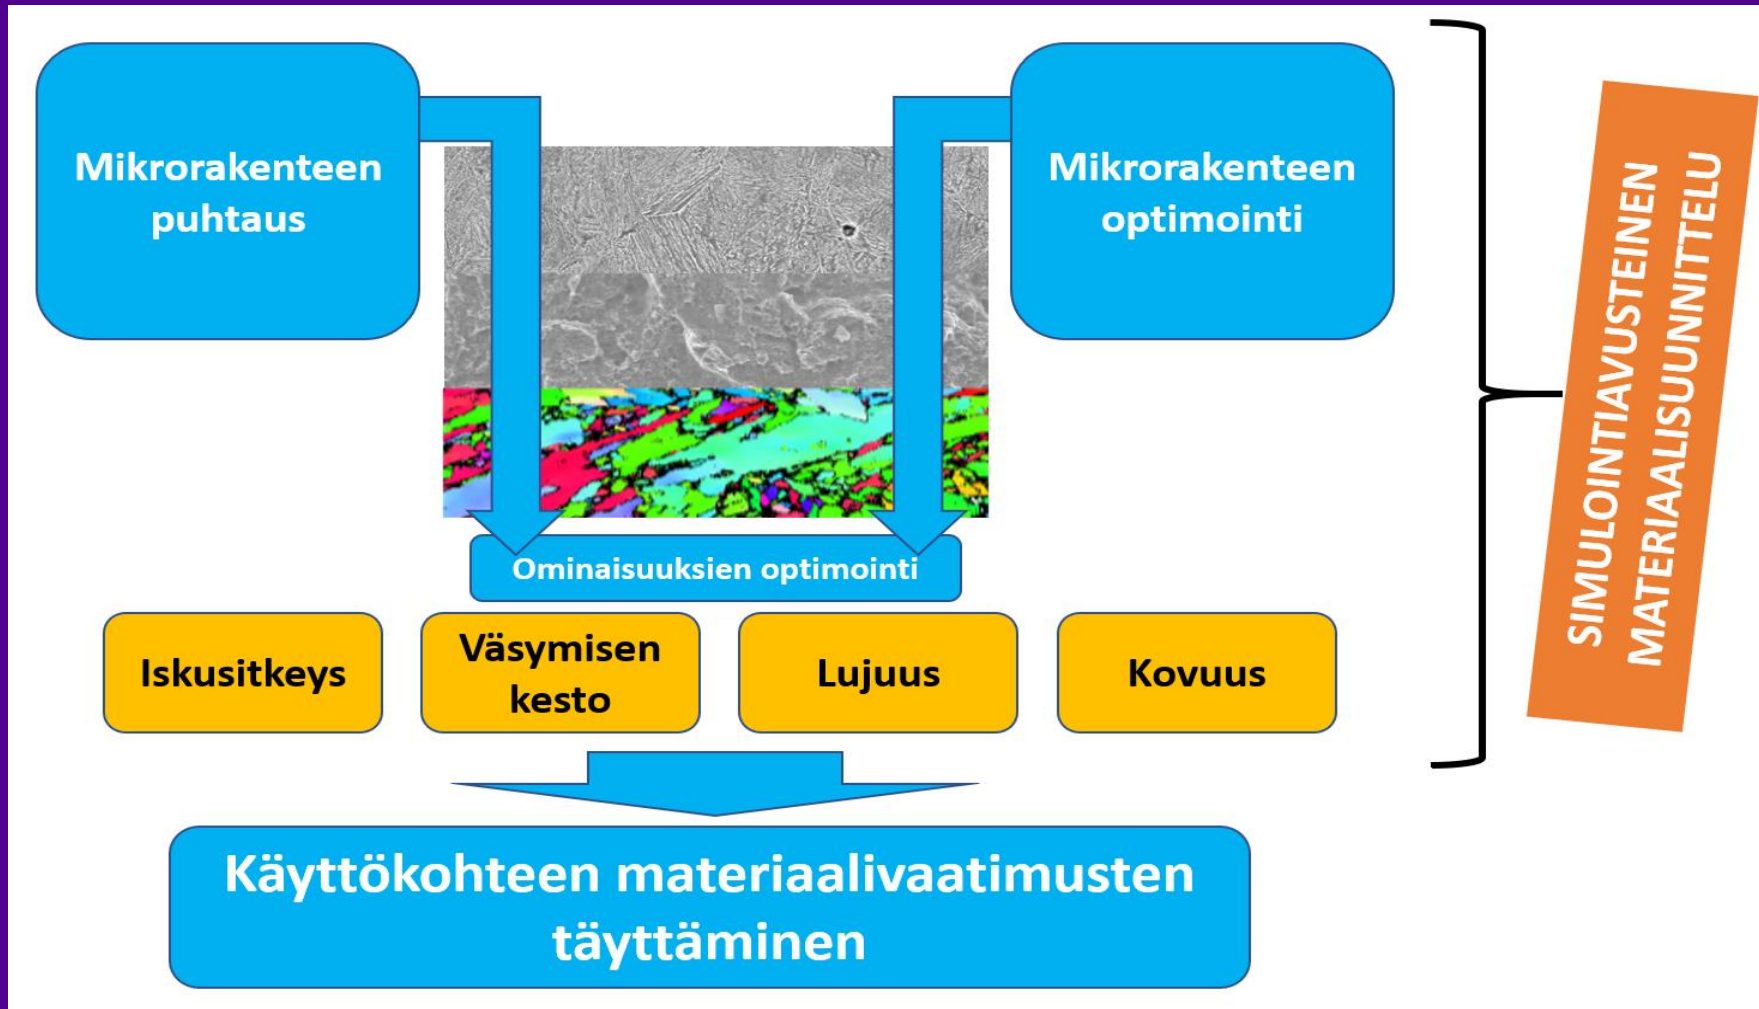 Mikrorakenteen
puhtaus
Mikrorakenteen
optimointi
Ominaisuuksien optimointi
Iskusitkeys
Väsymisen
kesto
Lujuus
Kovuus
Käyttökohteen materiaalivaatimusten
täyttäminen
SIMULOINTIAVUSTEINEN
MATERIAALISUUNNITTELU